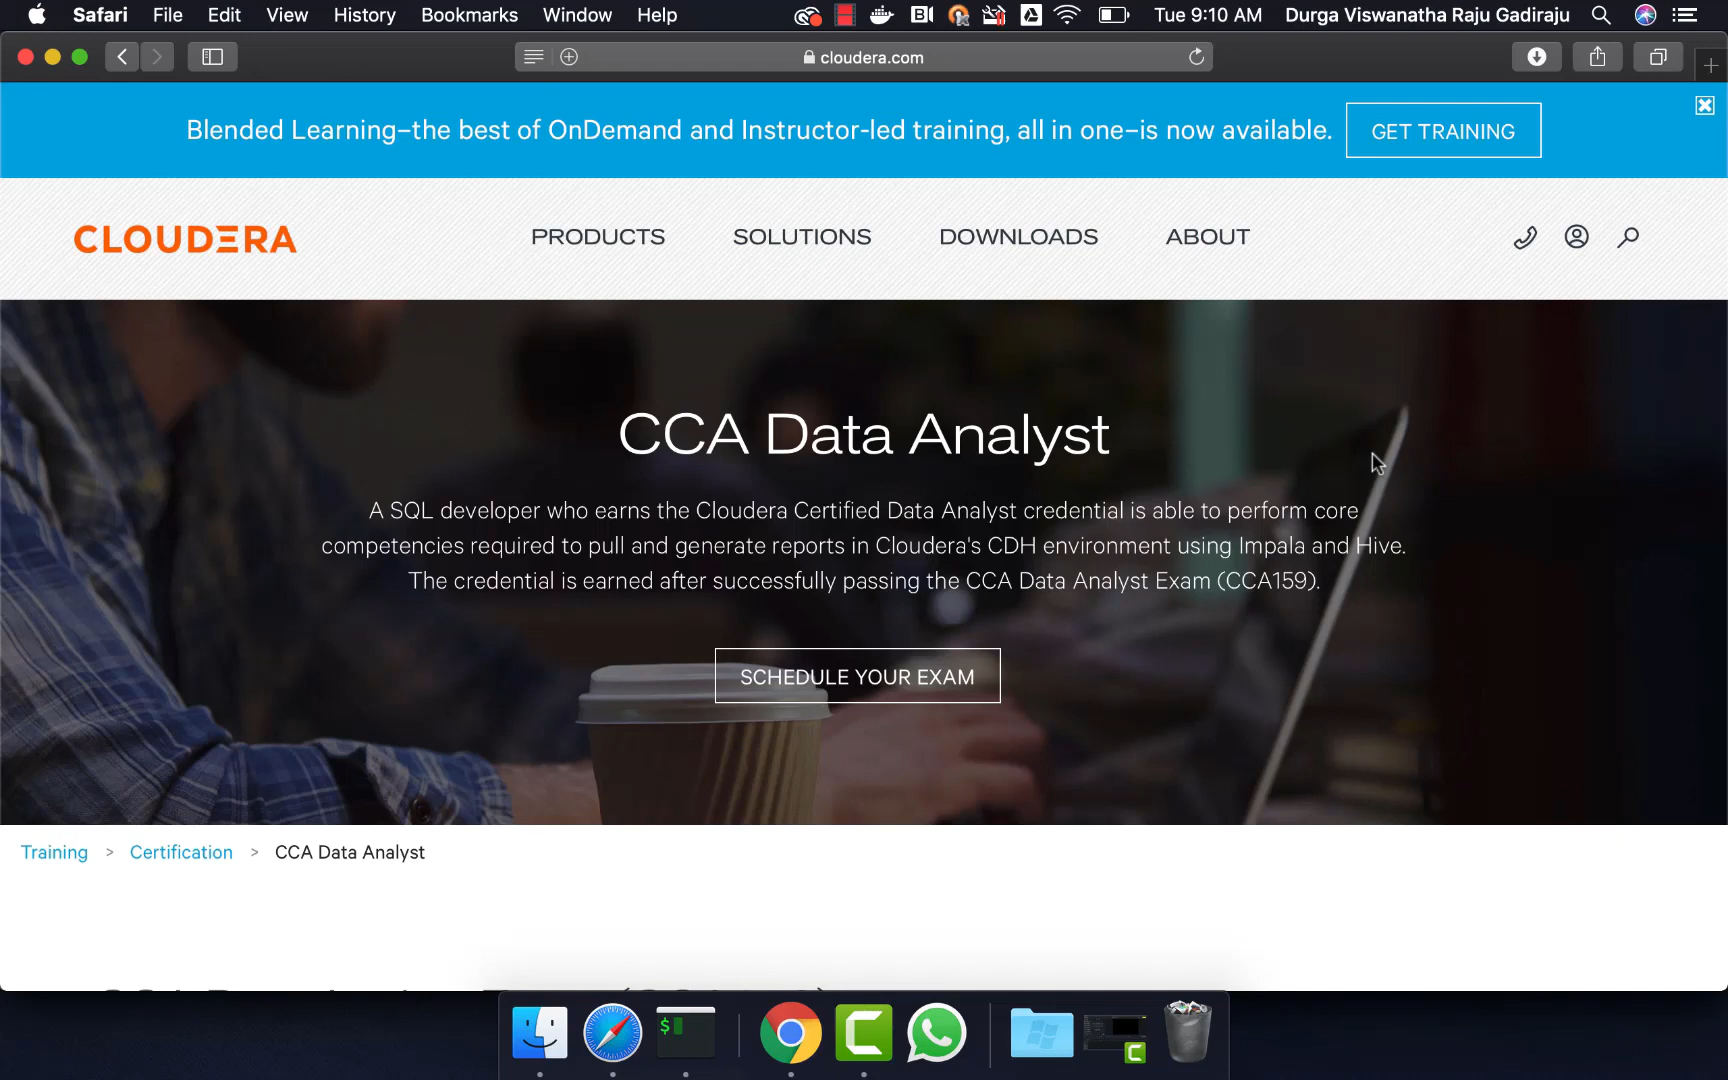 Safari File Edit View History Bookmarks Window Help Tue 9:10 AM Durga Viswanatha Raju Gadiraju
cloudera.com
Blended Learning–the best of OnDemand and Instructor-led training, all in one–is now available. GET TRAINING
CLOUDERA PRODUCTS SOLUTIONS DOWNLOADS ABOUT
CCA Data Analyst
A SQL developer who earns the Cloudera Certified Data Analyst credential is able to perform core
competencies required to pull and generate reports in Cloudera's CDH environment using Impala and Hive.
The credential is earned after successfully passing the CCA Data Analyst Exam (CCA159).
SCHEDULE YOUR EXAM
Training > Certification > CCA Data Analyst